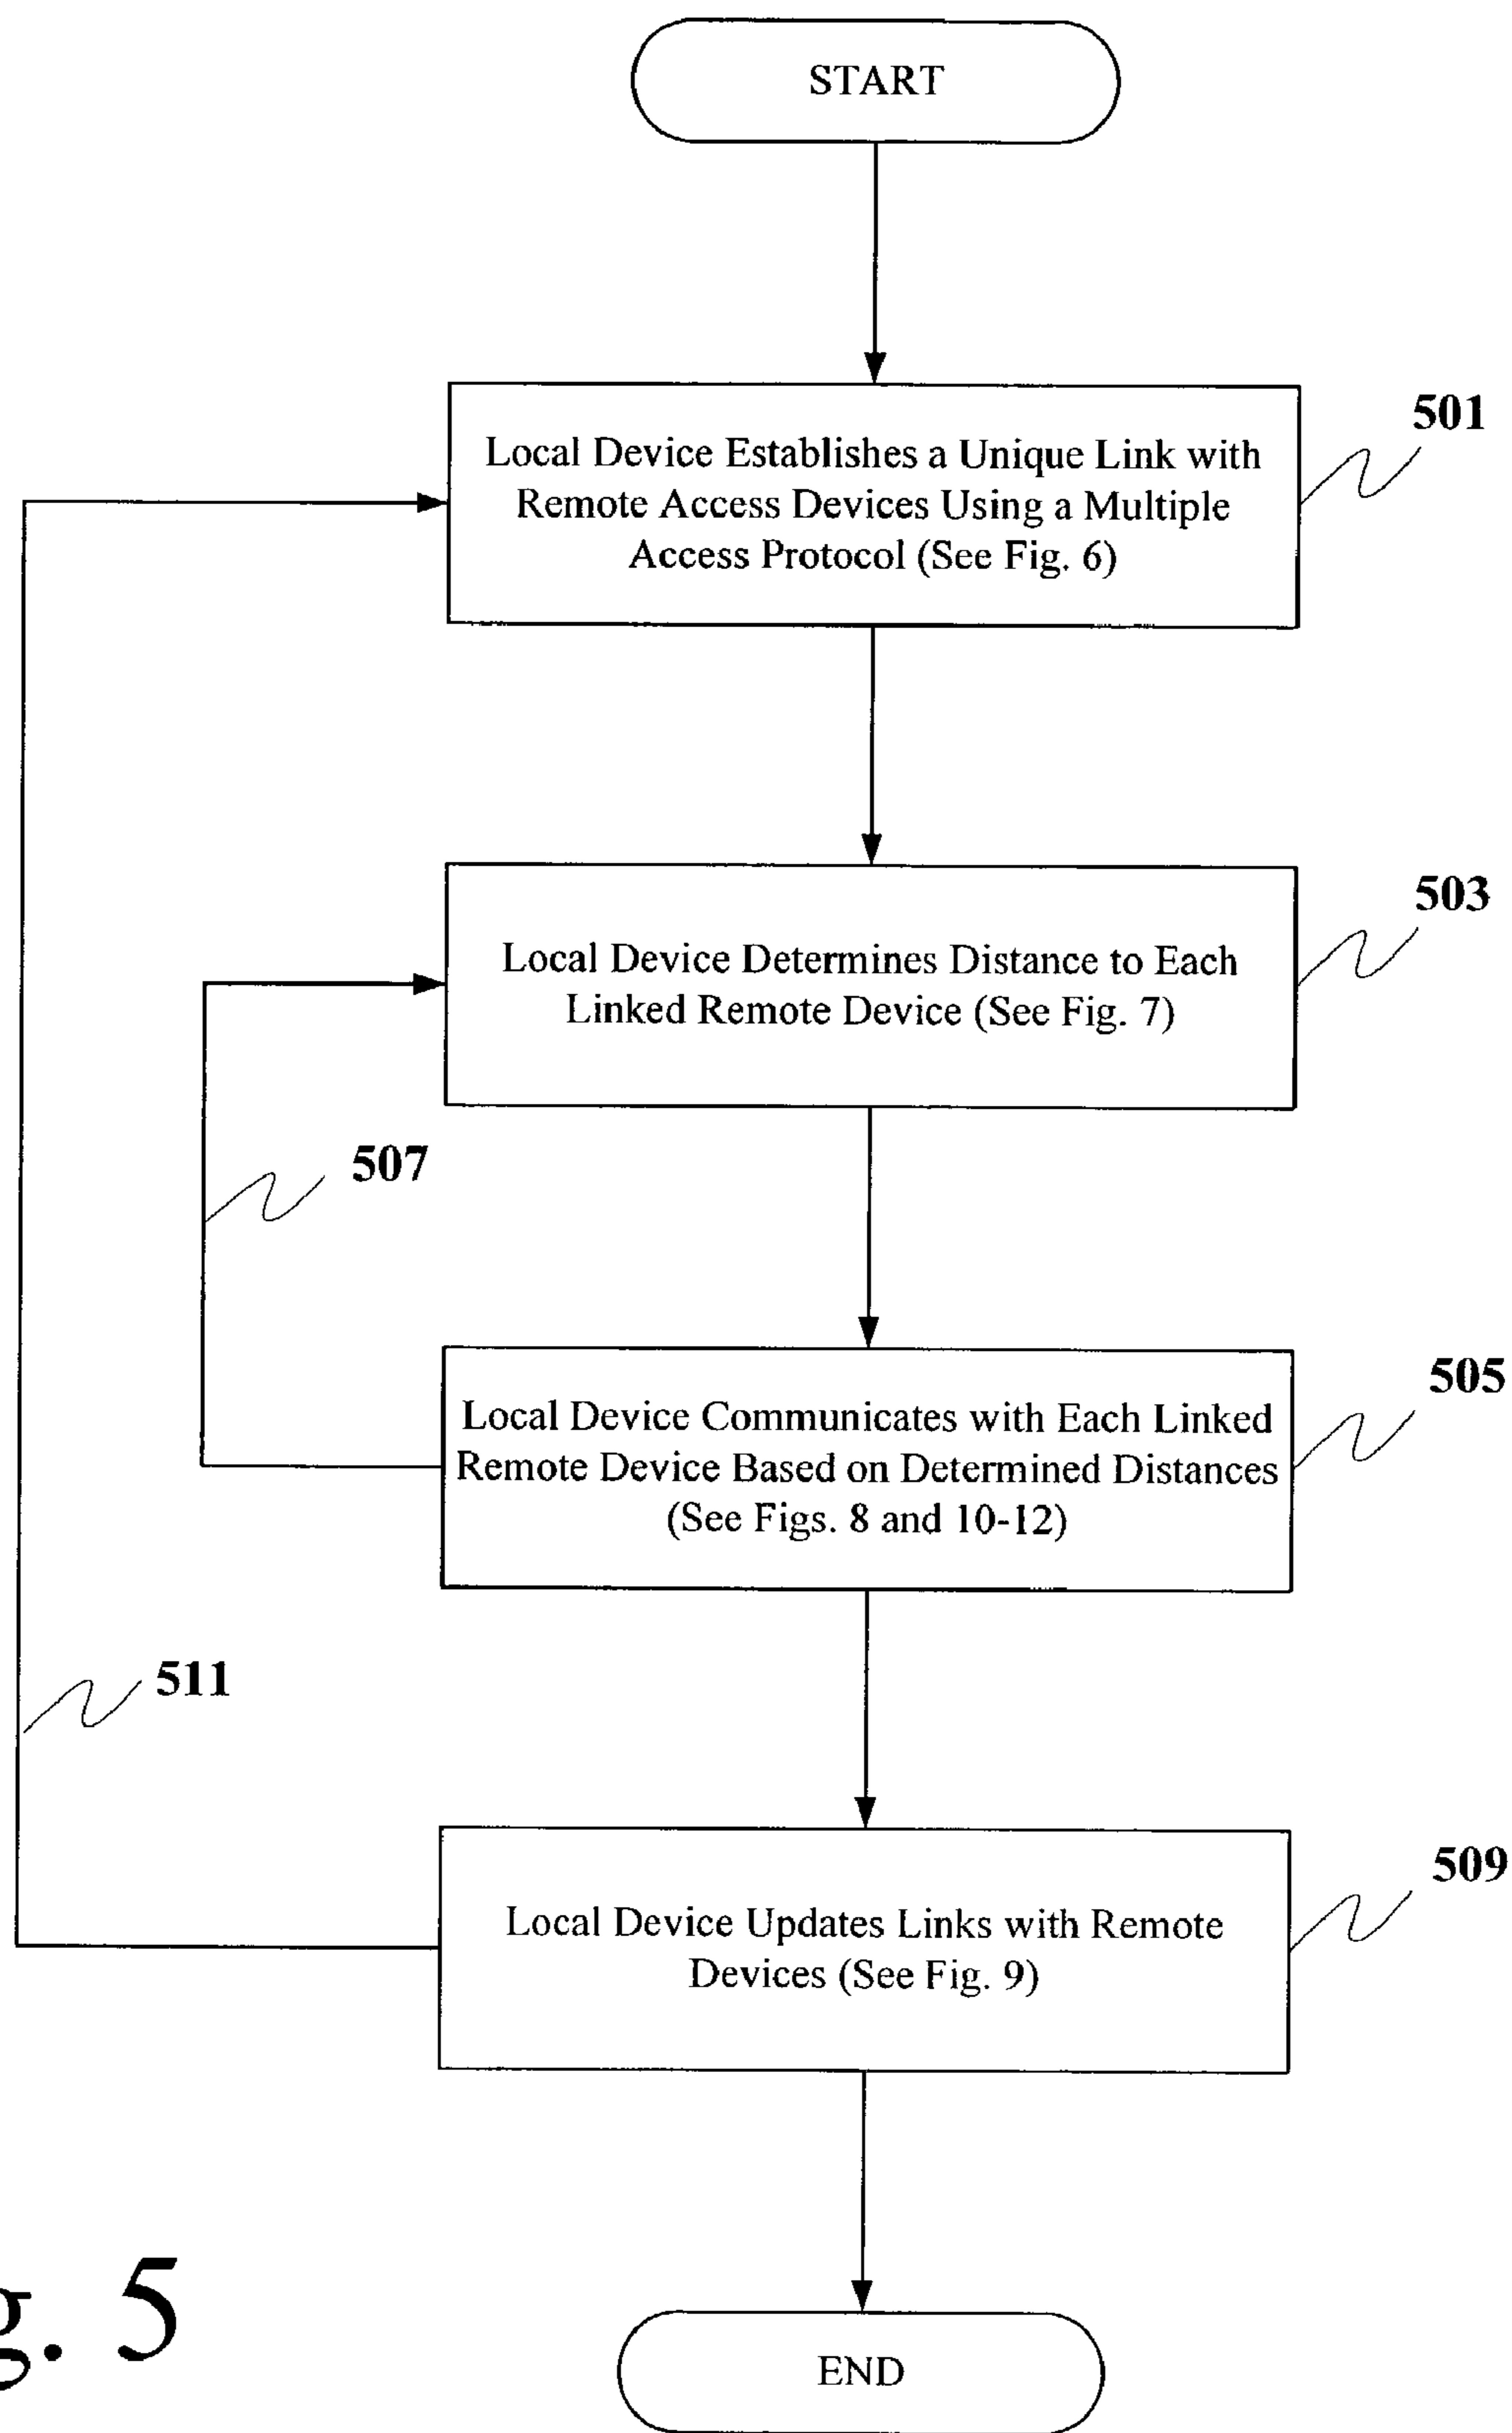 START
501
Local Device Establishes a Unique Link with
Remote Access Devices Using a Multiple
Access Protocol (See Fig. 6)
503
Local Device Determines Distance to Each
Linked Remote Device (See Fig. 7)
507
505
Local Device Communicates with Each Linked
Remote Device Based on Determined Distances
(See Figs. 8 and 10-12)
511
509
Local Device Updates Links with Remote
Devices (See Fig. 9)
g. 5
END